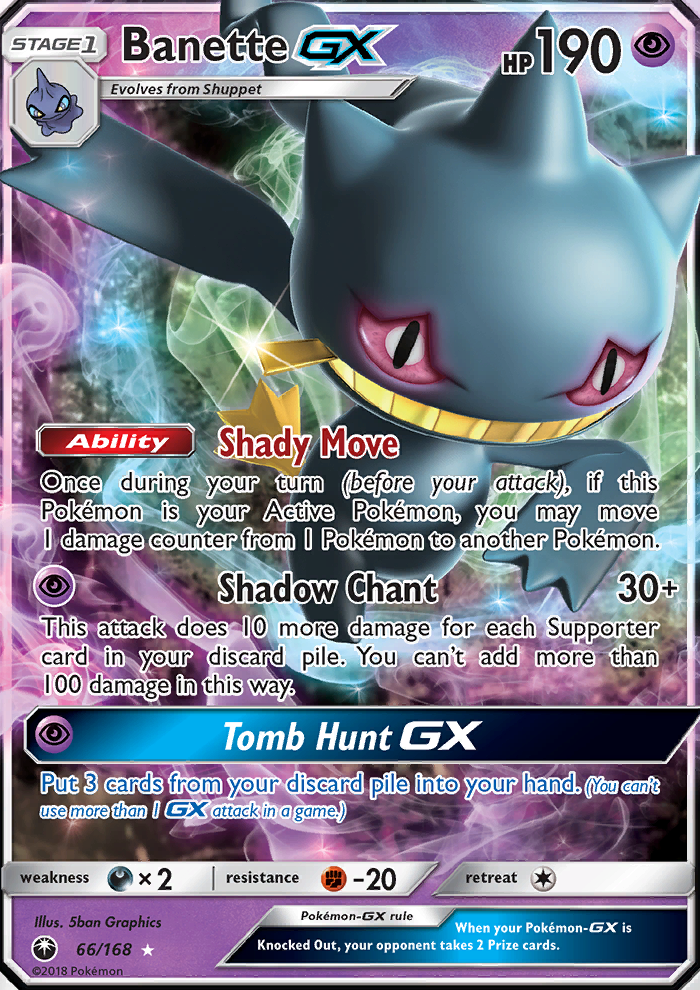 STAGE 1 Banette GX HP 190
Evolves from Shuppet
Ability Shady Move
Once during your turn (before your attack), if this
Pokémon is your Active Pokémon, you may move
1 damage counter from 1 Pokémon to another Pokémon.
Shadow Chant 30+
This attack does 10 more damage for each Supporter
card in your discard pile. You can't add more than
100 damage in this way.
Tomb Hunt GX
Put 3 cards from your discard pile into your hand. (You can't
use more than 1 GX attack in a game.)
weakness ×2 resistance -20 retreat
Illus. 5ban Graphics
Pokémon-GX rule
When your Pokémon-GX is
Knocked Out, your opponent takes 2 Prize cards.
66/168
©2018 Pokémon